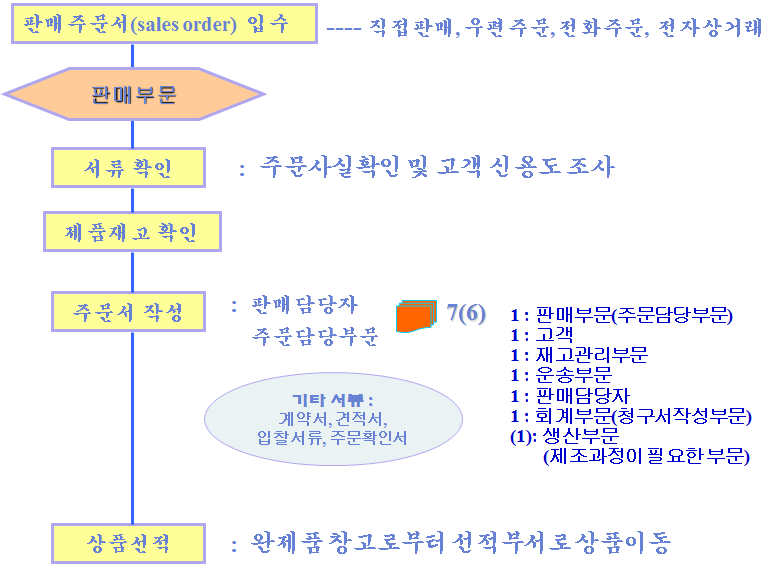 판매주문서(sales order) 입수 ---- 직접판매, 우편주문, 전화주문, 전자상거래
판매부문
서류 확인 : 주문사실확인 및 고객 신용도 조사
제품재고 확인
주문서 작성 : 판매담당자
주문담당부문
7(6)
1 : 판매부문(주문담당부문)
1 : 고객
1 : 재고관리부문
1 : 운송부문
1 : 판매담당자
1 : 회계부문(청구서작성부문)
(1): 생산부문
(제조과정이 필요한 부문)
기타 서류 :
계약서, 견적서,
입찰서류, 주문확인서
상품선적 : 완제품 창고로부터 선적부서로 상품이동